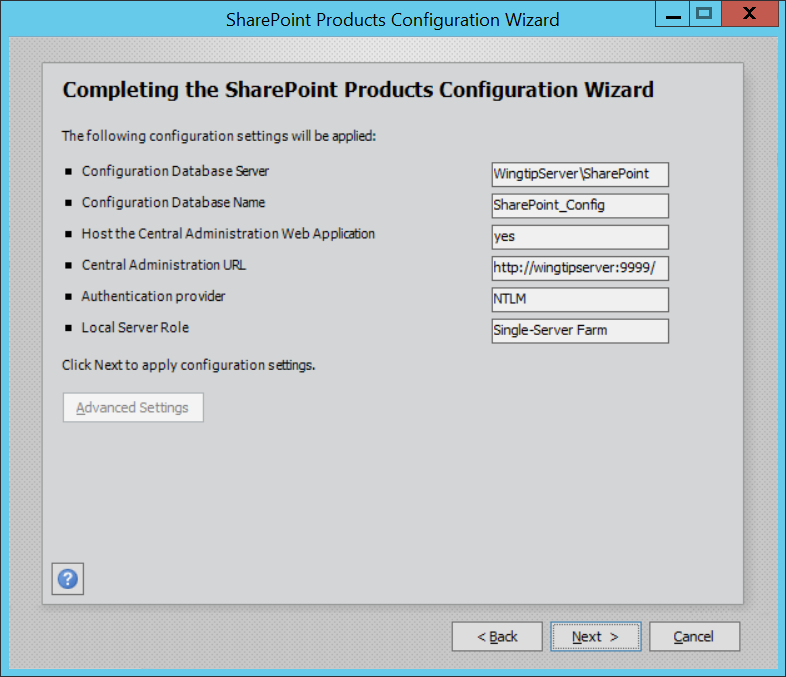 SharePoint Products Configuration Wizard
X
Completing the SharePoint Products Configuration Wizard
The following configuration settings will be applied:
Configuration Database Server WingtipServer\SharePoint
Configuration Database Name SharePoint_Config
Host the Central Administration Web Application yes
Central Administration URL http://wingtipserver:9999/
Authentication provider NTLM
Local Server Role Single-Server Farm
Click Next to apply configuration settings.
Advanced Settings
?
< Back Next > Cancel